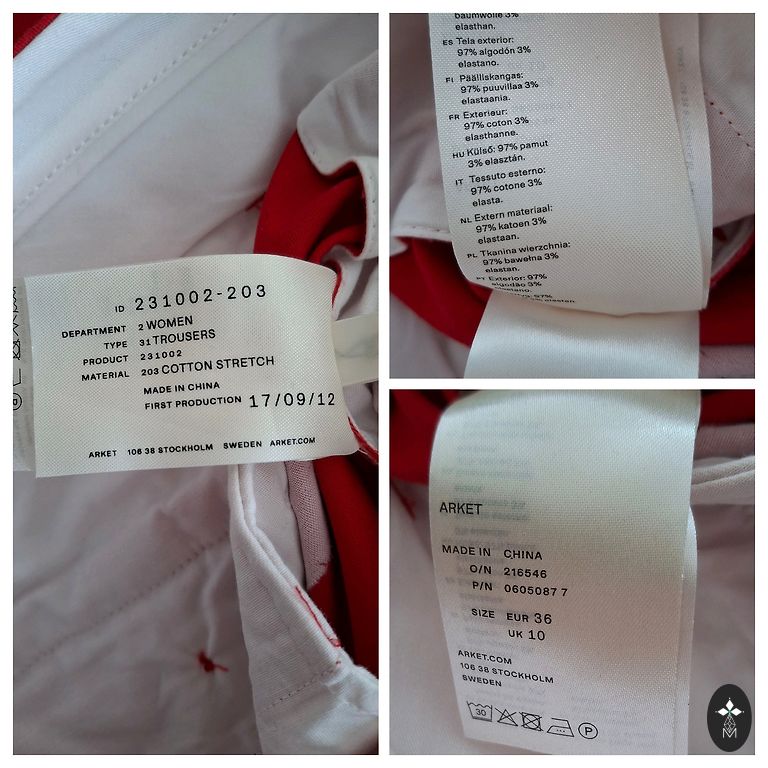 ID 231002-203
DEPARTMENT 2 WOMEN
TYPE 31 TROUSERS
PRODUCT 231002
MATERIAL 203 COTTON STRETCH
MADE IN CHINA
FIRST PRODUCTION 17/09/12
ARKET 106 38 STOCKHOLM SWEDEN ARKET.COM
baumwolle 3%
elasthan.
ES Tela exterior:
97% algodón 3%
elastano.
FI Päällliskangas:
97% puuvillaa 3%
elastaania.
FR Exterieur:
97% coton 3%
elasthanne.
HU Külső: 97% pamut
3% elasztán.
IT Tessuto esterno:
97% cotone 3%
elasta.
NL Extern materiaal:
97% katoen 3%
elastaan.
PL Tkanina wierzchnia:
97% bawełna 3%
elastan.
PT Exterior: 97%
algodão 3%
ARKET
MADE IN CHINA
O/N 216546
P/N 0605087 7
SIZE EUR 36
UK 10
ARKET.COM
106 38 STOCKHOLM
SWEDEN
30
P
M